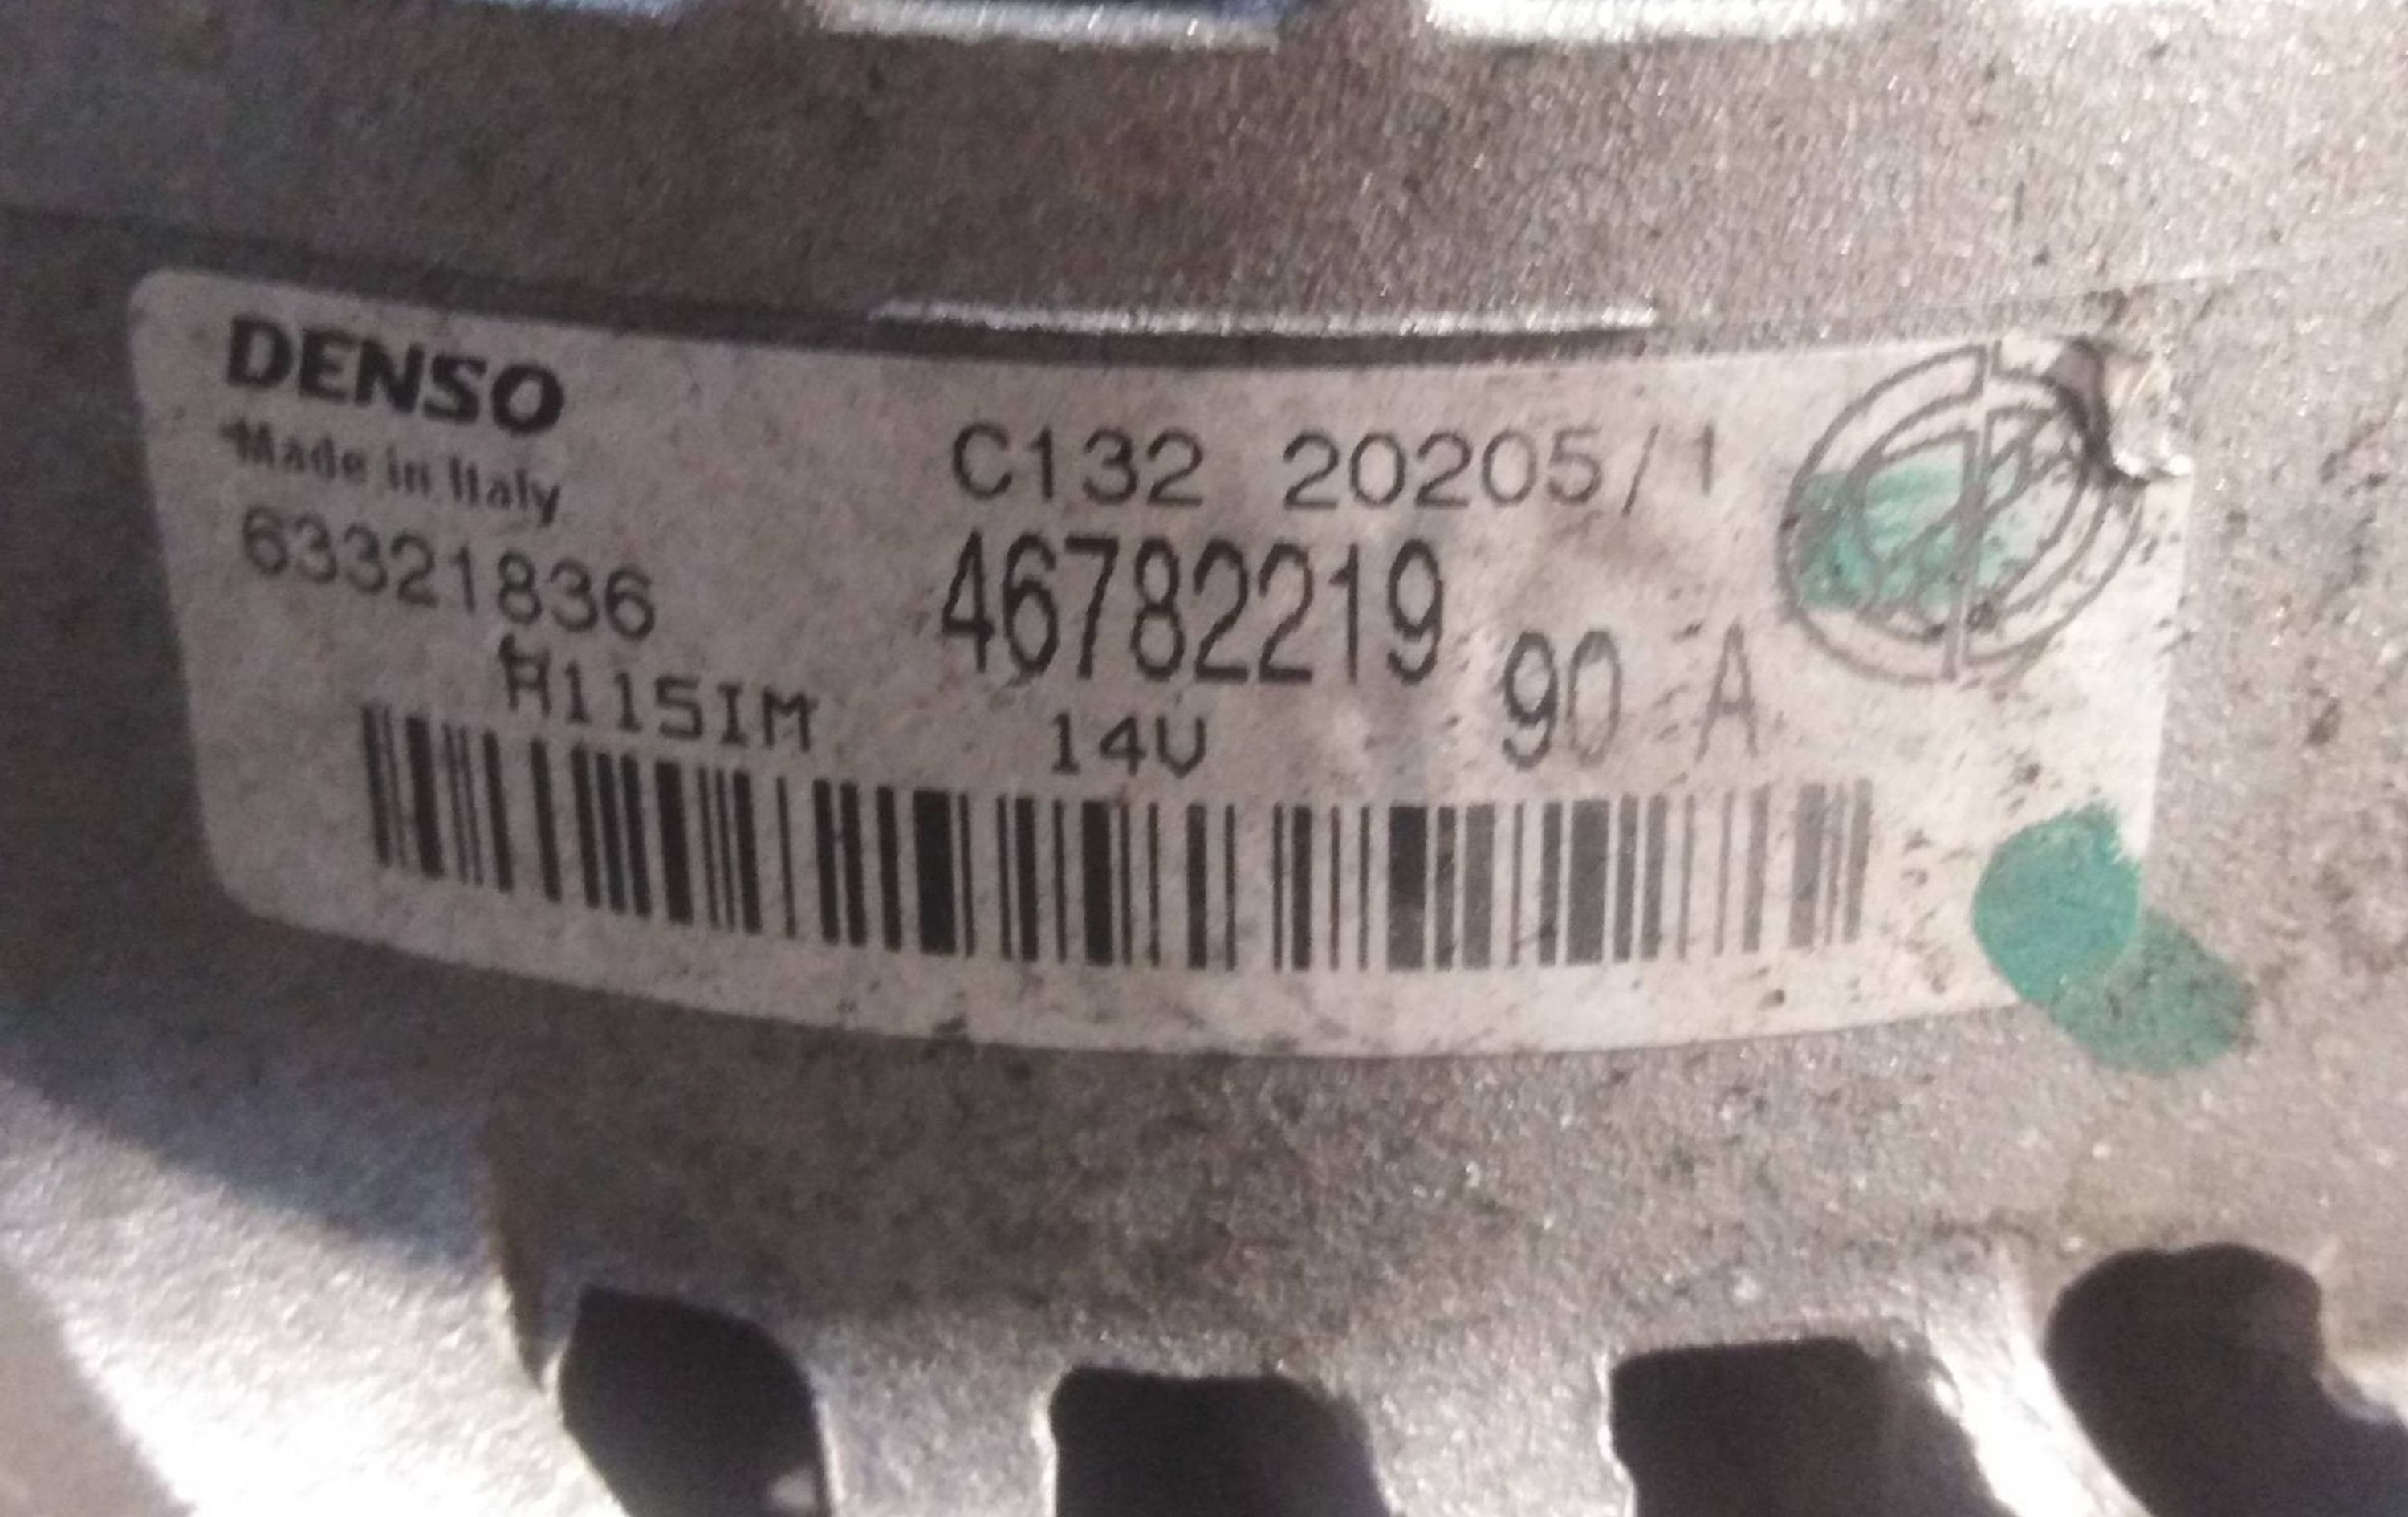 DENSO
Made in Italy
63321836
C132 20205/1
46782219
A115IM
14V
90 A